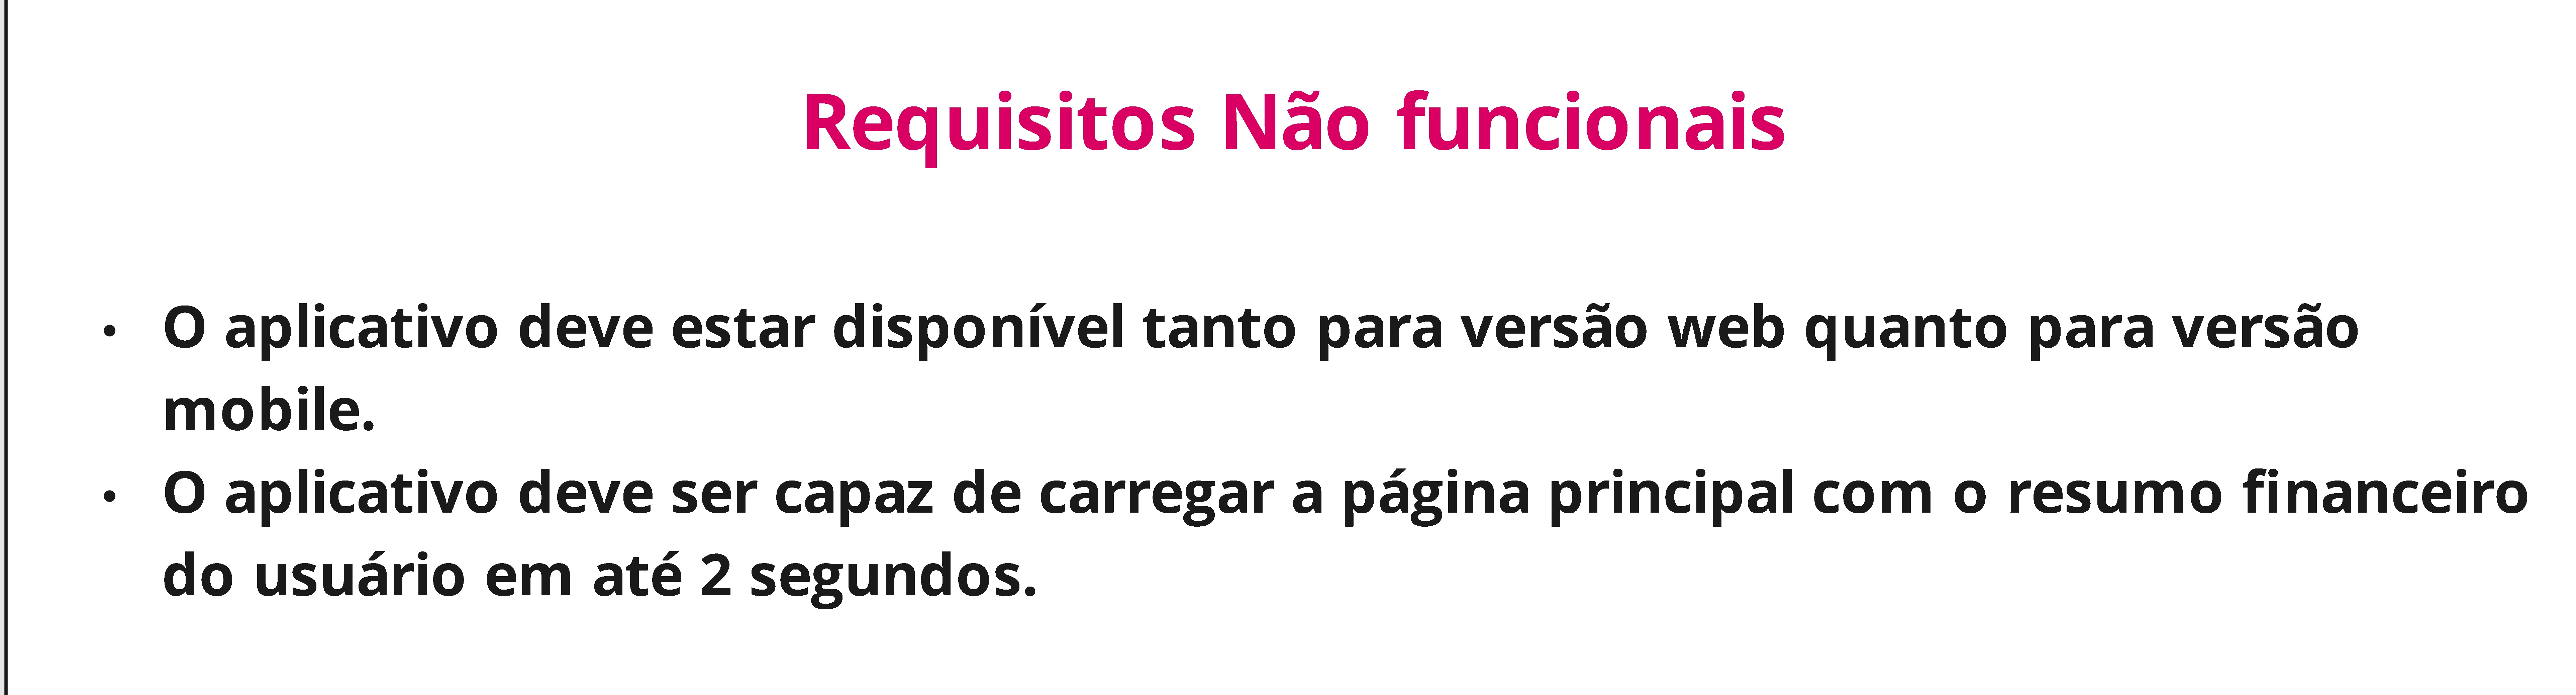 Requisitos Não funcionais
• O aplicativo deve estar disponível tanto para versão web quanto para versão
mobile.
• O aplicativo deve ser capaz de carregar a página principal com o resumo financeiro
do usuário em até 2 segundos.